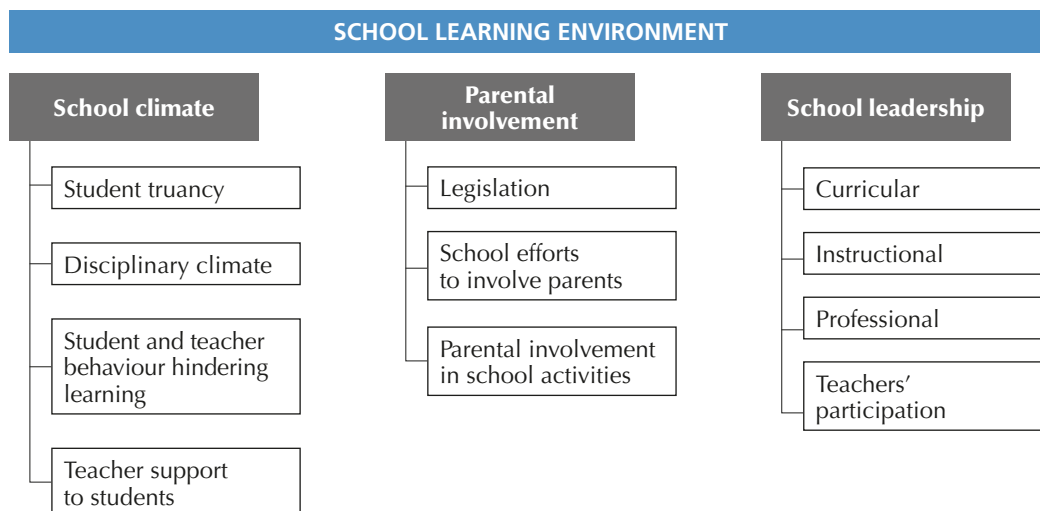 SCHOOL LEARNING ENVIRONMENT
School climate
Student truancy
Disciplinary climate
Student and teacher
behaviour hindering
learning
Teacher support
to students
Parental
involvement
Legislation
School efforts
to involve parents
Parental involvement
in school activities
School leadership
Curricular
Instructional
Professional
Teachers’
participation